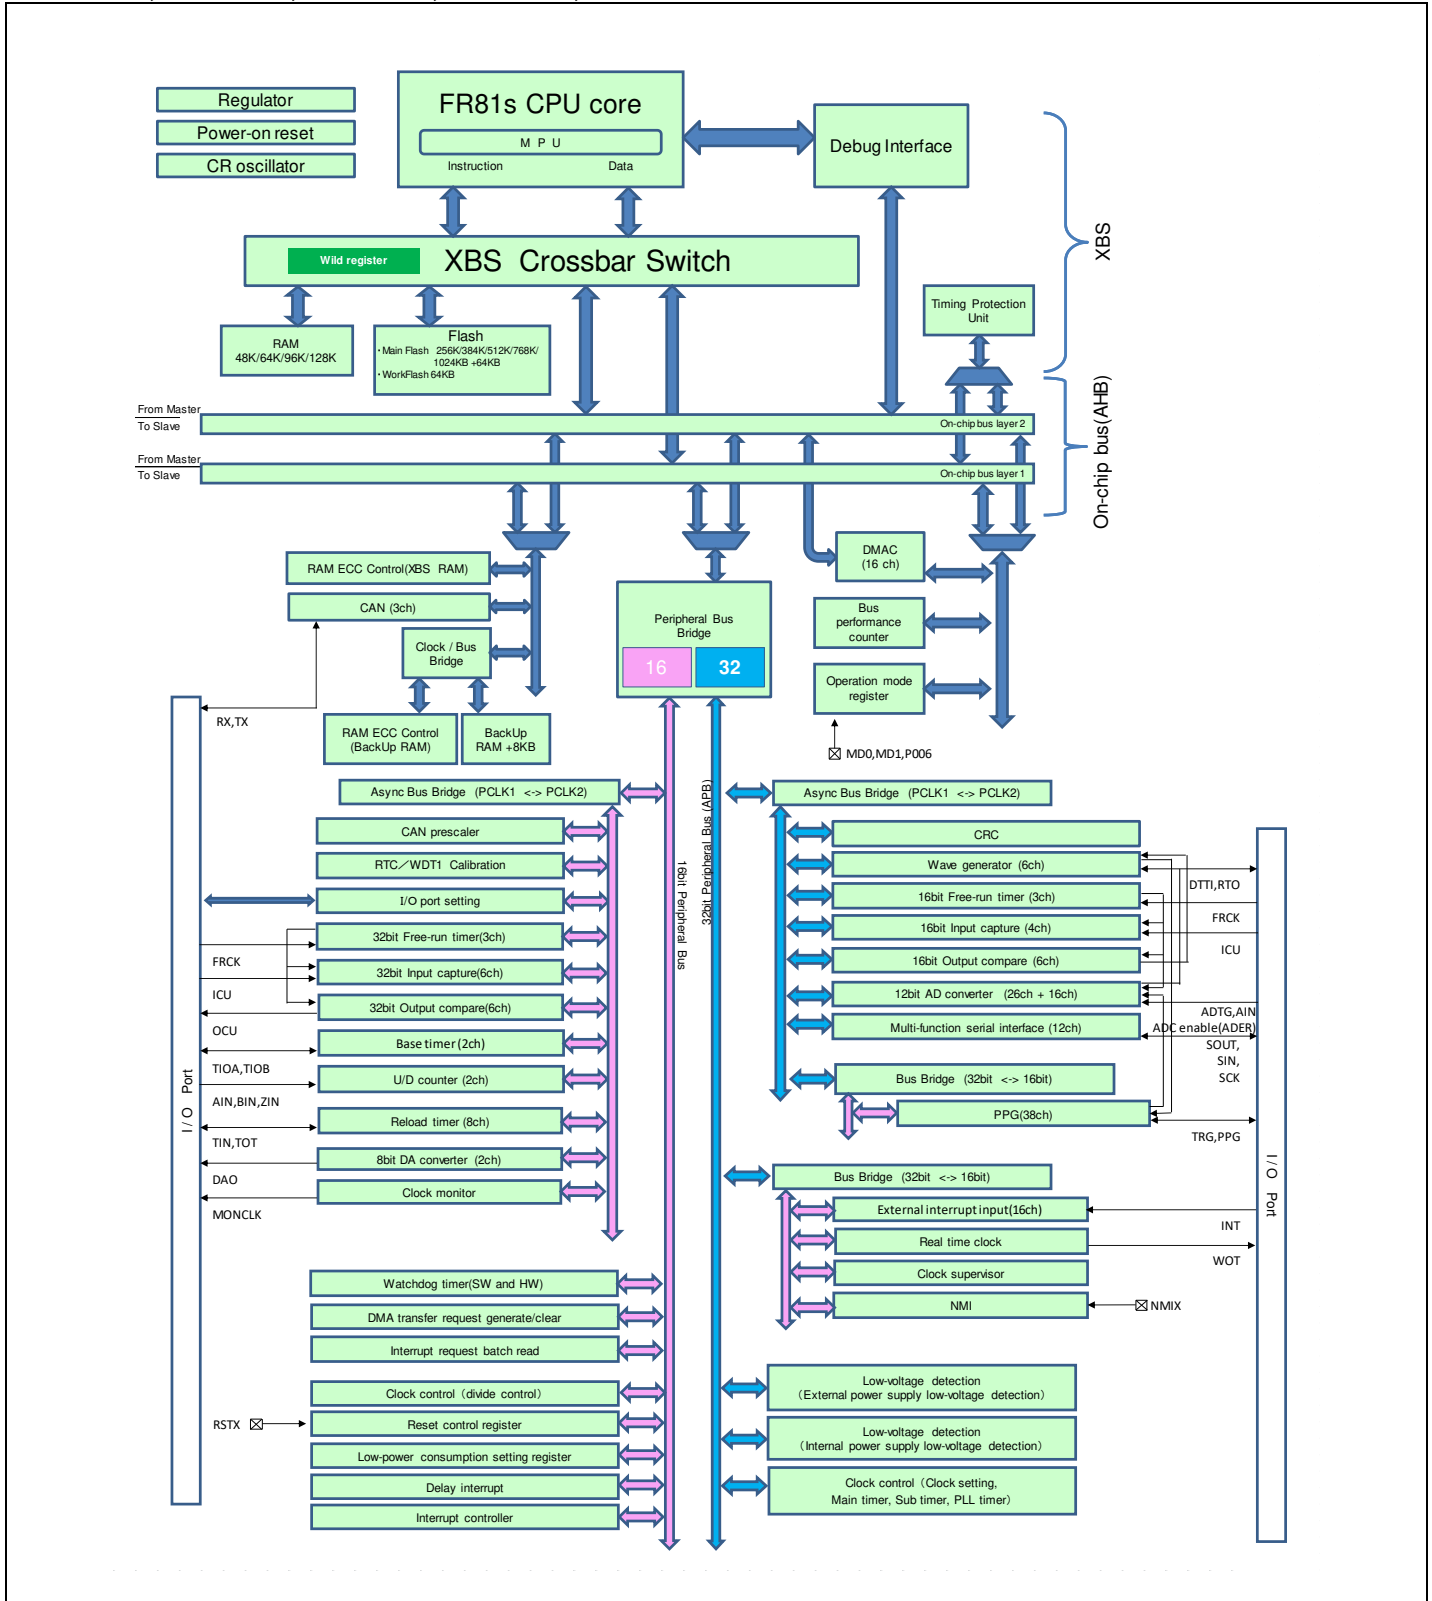 Regulator
Power-on reset
CR oscillator
FR81s CPU core
M P U
Instruction
Data
Debug Interface
XBS
Wild register
XBS Crossbar Switch
Timing Protection
Unit
RAM
48K/64K/96K/128K
Flash
・Main Flash 256K/384K/512K/768K/
1024KB +64KB
・WorkFlash 64KB
On-chip bus(AHB)
From Master
To Slave
On-chip bus layer 2
From Master
To Slave
On-chip bus layer 1
RAM ECC Control(XBS RAM)
CAN (3ch)
Clock / Bus
Bridge
RAM ECC Control
(BackUp RAM)
BackUp
RAM +8KB
RX,TX
Peripheral Bus
Bridge
16
32
DMAC
(16 ch)
Bus
performance
counter
Operation mode
register
MD0,MD1,P006
16bit Peripheral Bus
32bit Peripheral Bus (APB)
Async Bus Bridge (PCLK1 <-> PCLK2)
CAN prescaler
RTC／WDT1 Calibration
I/O port setting
32bit Free-run timer(3ch)
32bit Input capture(6ch)
32bit Output compare(6ch)
Base timer (2ch)
U/D counter (2ch)
Reload timer (8ch)
8bit DA converter (2ch)
Clock monitor
I / O Port
FRCK
ICU
OCU
TIOA,TIOB
AIN,BIN,ZIN
TIN,TOT
DAO
MONCLK
Watchdog timer(SW and HW)
DMA transfer request generate/clear
Interrupt request batch read
Clock control（divide control）
Reset control register
Low-power consumption setting register
Delay interrupt
Interrupt controller
RSTX
Async Bus Bridge (PCLK1 <-> PCLK2)
CRC
Wave generator (6ch)
16bit Free-run timer (3ch)
16bit Input capture (4ch)
16bit Output compare (6ch)
12bit AD converter (26ch + 16ch)
Multi-function serial interface (12ch)
Bus Bridge (32bit <-> 16bit)
PPG(38ch)
DTTI,RTO
FRCK
ICU
ADTG,AIN
ADC enable(ADER)
SOUT,
SIN,
SCK
TRG,PPG
I / O Port
Bus Bridge (32bit <-> 16bit)
External interrupt input(16ch)
Real time clock
Clock supervisor
NMI
INT
WOT
NMIX
Low-voltage detection
（External power supply low-voltage detection）
Low-voltage detection
（Internal power supply low-voltage detection）
Clock control（Clock setting,
Main timer, Sub timer, PLL timer）